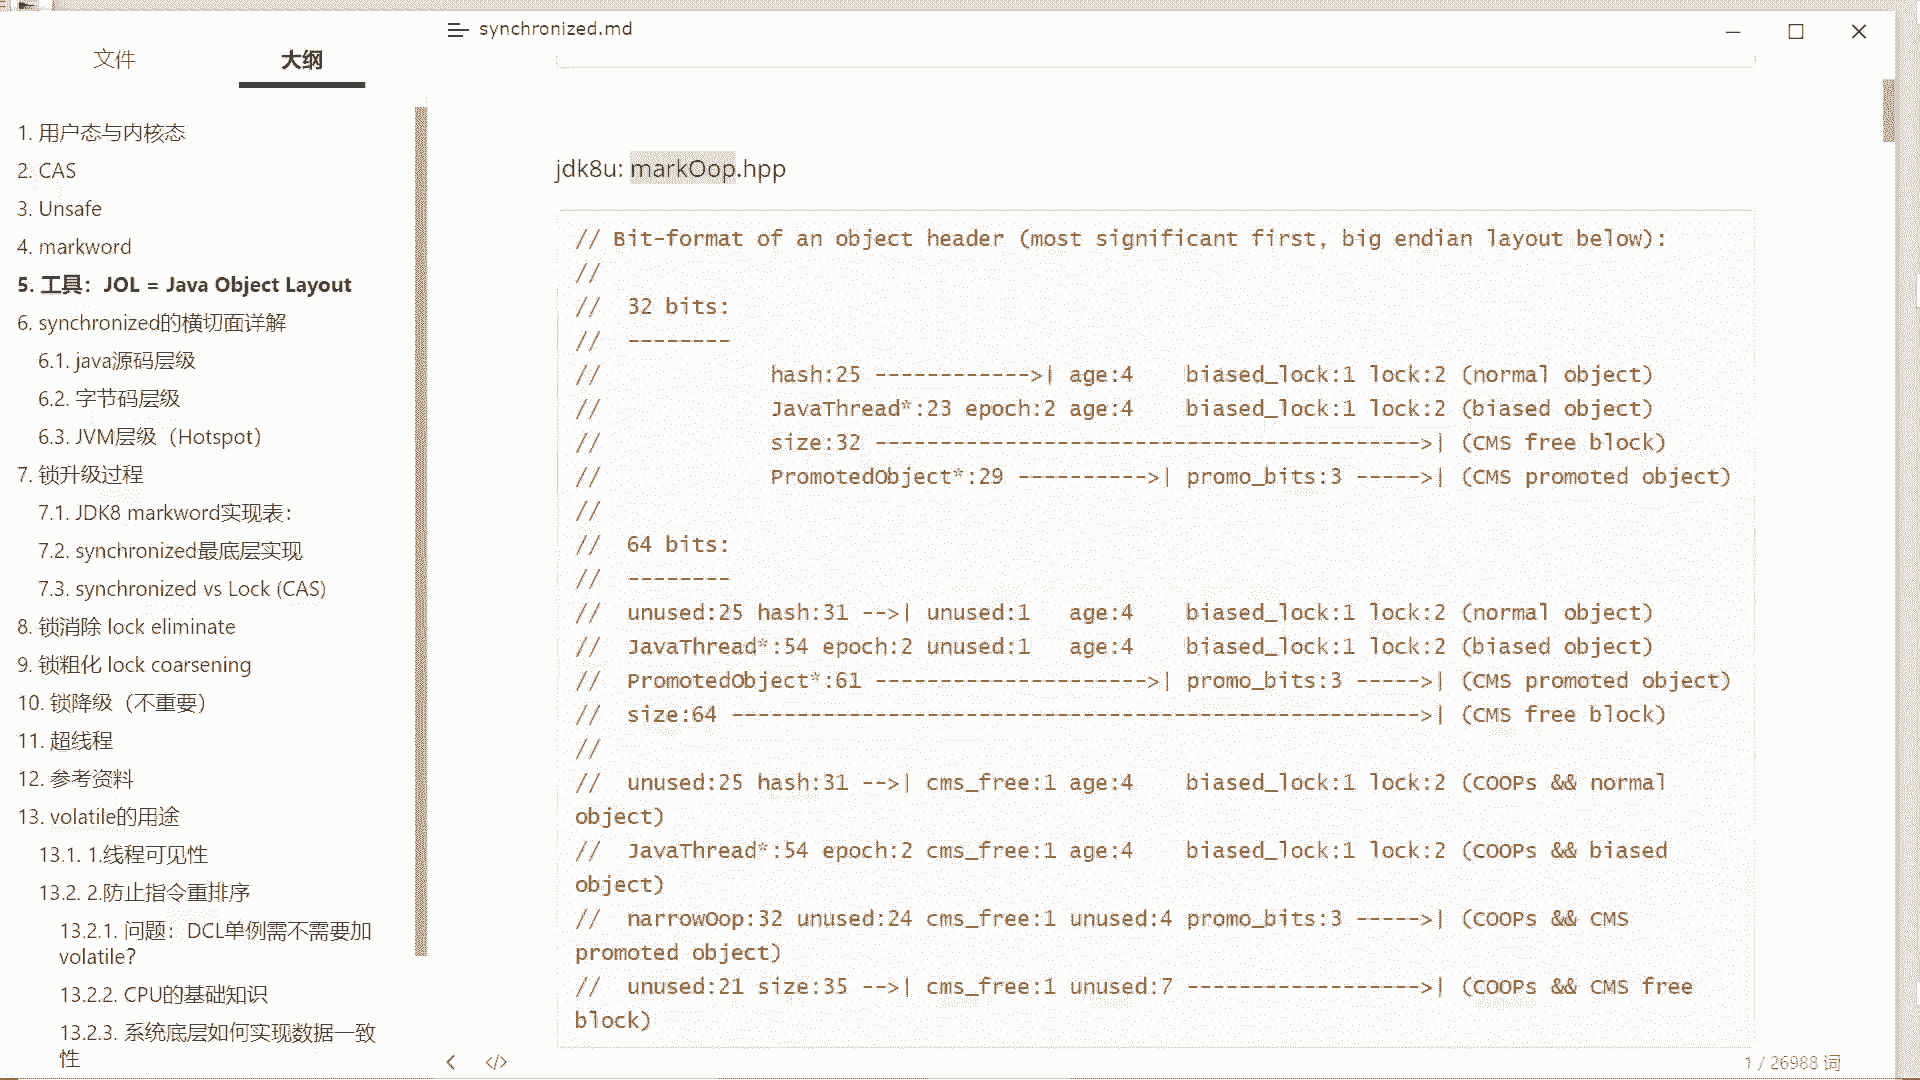 synchronized.md
文件
大纲
1. 用户态与内核态
2. CAS
3. Unsafe
4. markword
5. 工具：JOL = Java Object Layout
6. synchronized的横切面详解
6.1. java源码层级
6.2. 字节码层级
6.3. JVM层级（Hotspot）
7. 锁升级过程
7.1. JDK8 markword实现表：
7.2. synchronized最底层实现
7.3. synchronized vs Lock (CAS)
8. 锁消除 lock eliminate
9. 锁粗化 lock coarsening
10. 锁降级（不重要）
11. 超线程
12. 参考资料
13. volatile的用途
13.1. 1.线程可见性
13.2. 2.防止指令重排序
13.2.1. 问题：DCL单例需不需要加
volatile？
13.2.2. CPU的基础知识
13.2.3. 系统底层如何实现数据一致
性
jdk8u: markOop.hpp
// Bit-format of an object header (most significant first, big endian layout below):
//
//  32 bits:
//  --------
//             hash:25 ------------>| age:4    biased_lock:1 lock:2 (normal object)
//             JavaThread*:23 epoch:2 age:4    biased_lock:1 lock:2 (biased object)
//             size:32 ------------------------------------------>| (CMS free block)
//             PromotedObject*:29 ---------->| promo_bits:3 ----->| (CMS promoted object)
//
//  64 bits:
//  --------
//  unused:25 hash:31 -->| unused:1   age:4    biased_lock:1 lock:2 (normal object)
//  JavaThread*:54 epoch:2 unused:1   age:4    biased_lock:1 lock:2 (biased object)
//  PromotedObject*:61 --------------------->| promo_bits:3 ----->| (CMS promoted object)
//  size:64 ----------------------------------------------------->| (CMS free block)
//
//  unused:25 hash:31 -->| cms_free:1 age:4    biased_lock:1 lock:2 (COOPs && normal
object)
//  JavaThread*:54 epoch:2 cms_free:1 age:4    biased_lock:1 lock:2 (COOPs && biased
object)
//  narrowOop:32 unused:24 cms_free:1 unused:4 promo_bits:3 ----->| (COOPs && CMS
promoted object)
//  unused:21 size:35 -->| cms_free:1 unused:7 ------------------>| (COOPs && CMS free
block)
</> 1 / 26988 词